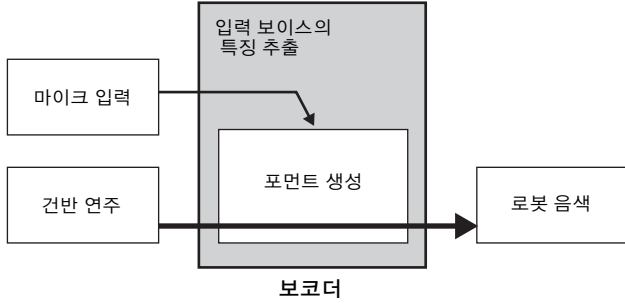 입력 보이스의
특징 추출
마이크 입력
포먼트 생성
건반 연주
로봇 음색
보코더